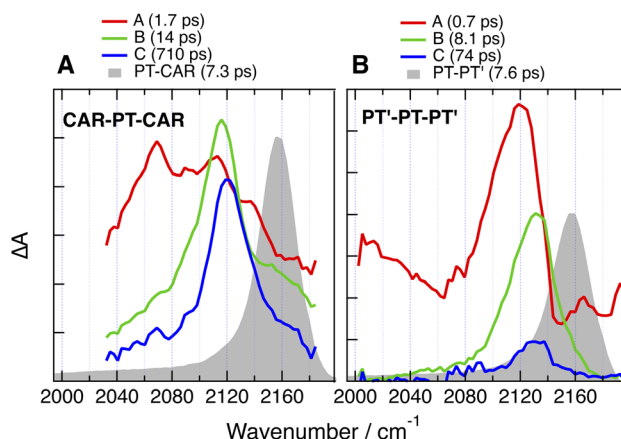 A (1.7 ps)
B (14 ps)
C (710 ps)
PT-CAR (7.3 ps)
A (0.7 ps)
B (8.1 ps)
C (74 ps)
PT-PT' (7.6 ps)
A
B
CAR-PT-CAR
PT'-PT-PT'
ΔA
2000 2040 2080 2120 2160
2000 2040 2080 2120 2160
Wavenumber / cm⁻¹